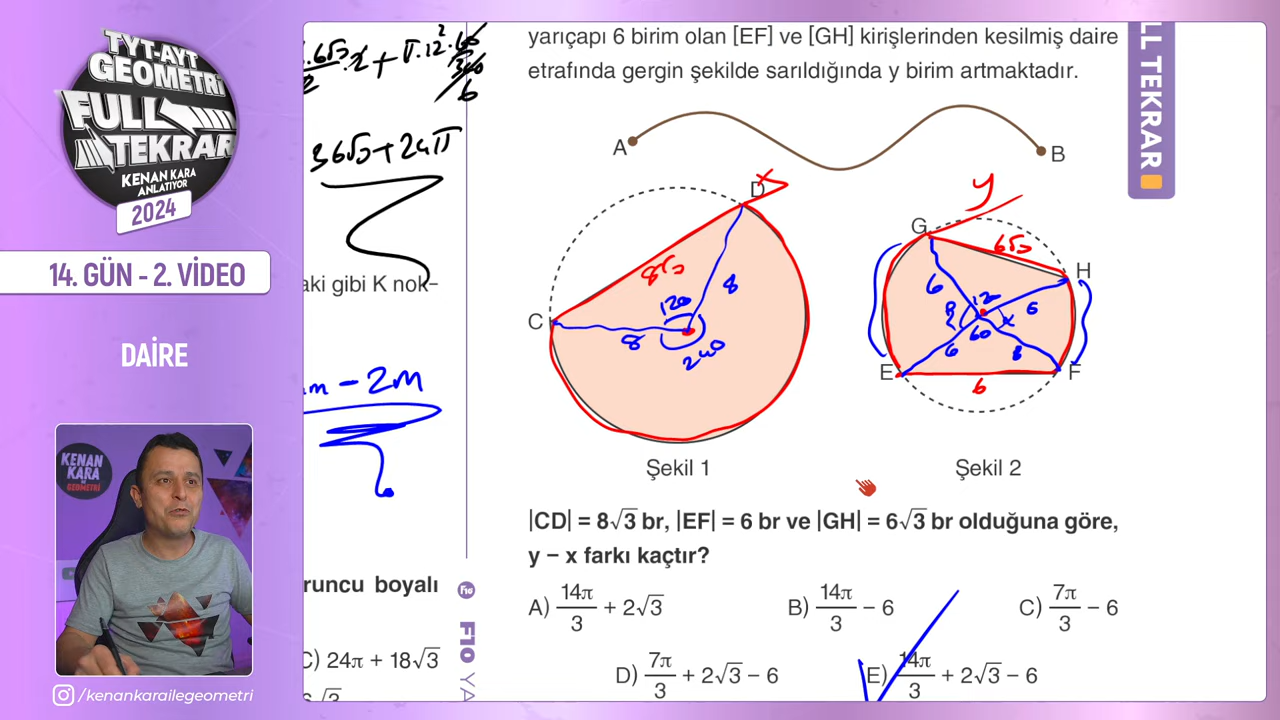 TYT-AYT
GEOMETRİ
FULL
TEKRAR
KENAN KARA
ANLATIYOR
2024
14. GÜN - 2. VİDEO
DAİRE
KENAN
KARA
GEOMETRİ
/kenankarailegeometri
36√3+24π
aki gibi K nok-
m - 2m
runcu boyalı
C) 24π + 18√3
F10
F10 YA
LL TEKRAR
yarıçapı 6 birim olan [EF] ve [GH] kirişlerinden kesilmiş daire
etrafında gergin şekilde sarıldığında y birim artmaktadır.
A
B
D
x
C
8√3
8
120
8
240
Şekil 1
y
G
6√3
H
6
120
6
60
x
6
8
E
6
F
Şekil 2
|CD| = 8√3 br, |EF| = 6 br ve |GH| = 6√3 br olduğuna göre,
y − x farkı kaçtır?
A) 14π/3 + 2√3
B) 14π/3 − 6
C) 7π/3 − 6
D) 7π/3 + 2√3 − 6
E) 14π/3 + 2√3 − 6